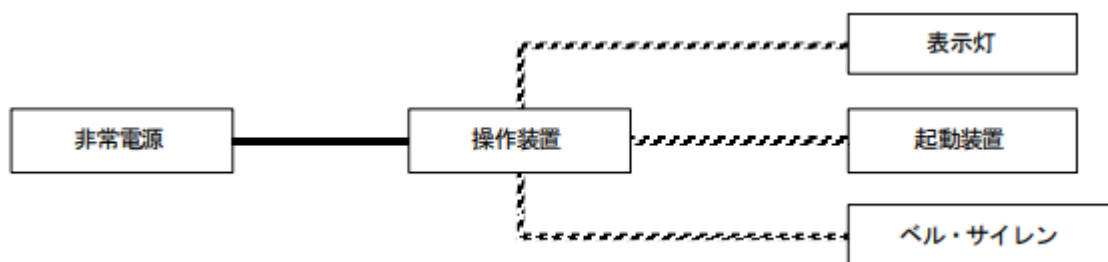 表示灯
非常電源
操作装置
起動装置
ベル・サイレン